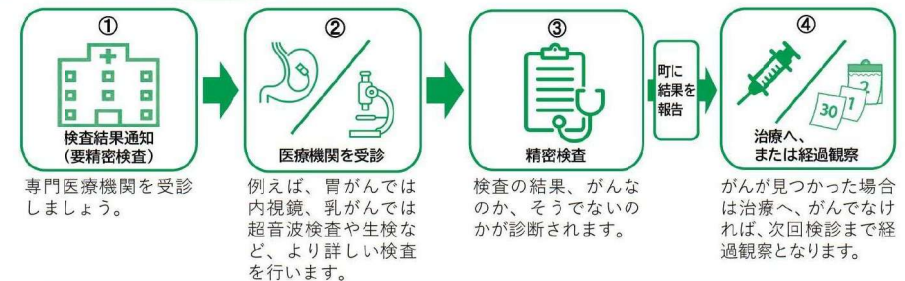 ①
検査結果通知
(要精密検査)
専門医療機関を受診
しましょう。
②
医療機関を受診
例えば、胃がんでは
内視鏡、乳がんでは
超音波検査や生検な
ど、より詳しい検査
を行います。
③
精密検査
検査の結果、がんな
のか、そうでないの
かが診断されます。
町に
結果を
報告
④
30
1
2
治療へ、
または経過観察
がんが見つかった場合
は治療へ、がんでなけ
れば、次回検診まで経
過観察となります。